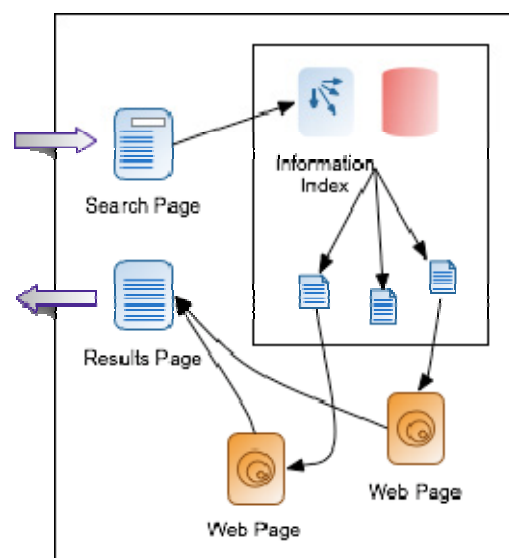 Information
Index
Search Page
Results Page
Web Page
Web Page